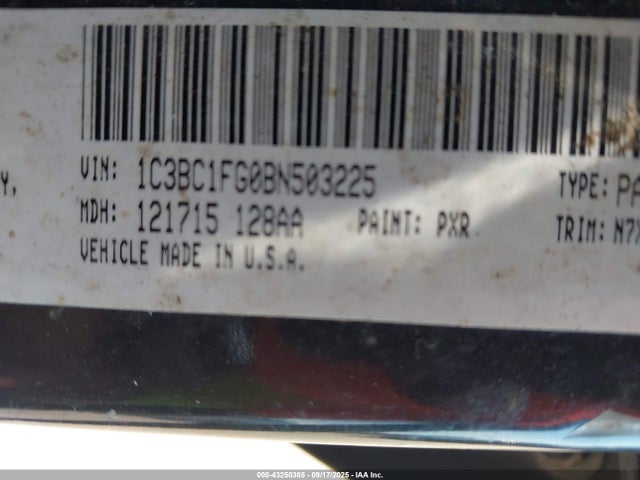 VIN: 1C3BC1FG0BN503225 TYPE: PA
Y,
MDH: 121715 128AA PAINT: PXR TRIM: N7X
VEHICLE MADE IN U.S.A.
000-43250385 - 09/17/2025 - IAA Inc.